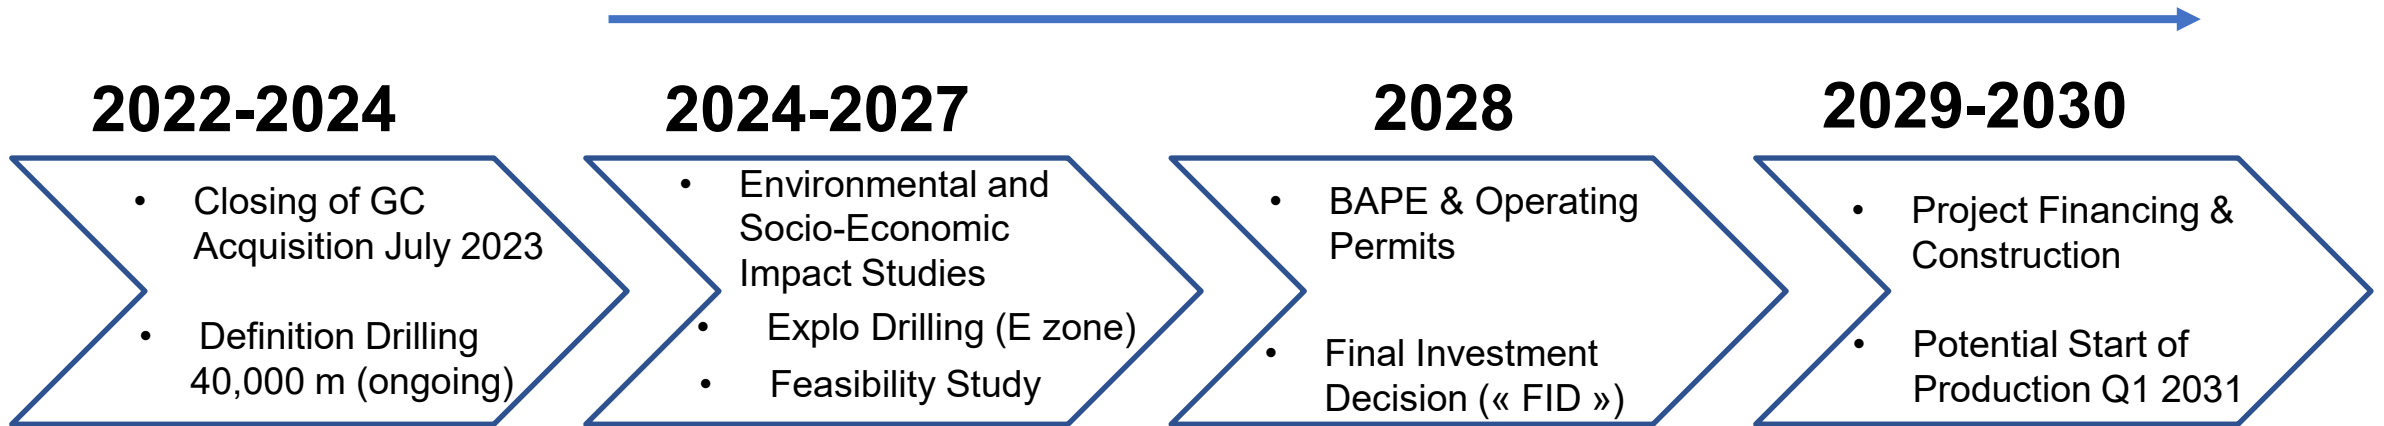 2022-2024
• Closing of GC
Acquisition July 2023
• Definition Drilling
40,000 m (ongoing)
2024-2027
• Environmental and
Socio-Economic
Impact Studies
• Explo Drilling (E zone)
• Feasibility Study
2028
• BAPE & Operating
Permits
• Final Investment
Decision (« FID »)
2029-2030
• Project Financing &
Construction
• Potential Start of
Production Q1 2031